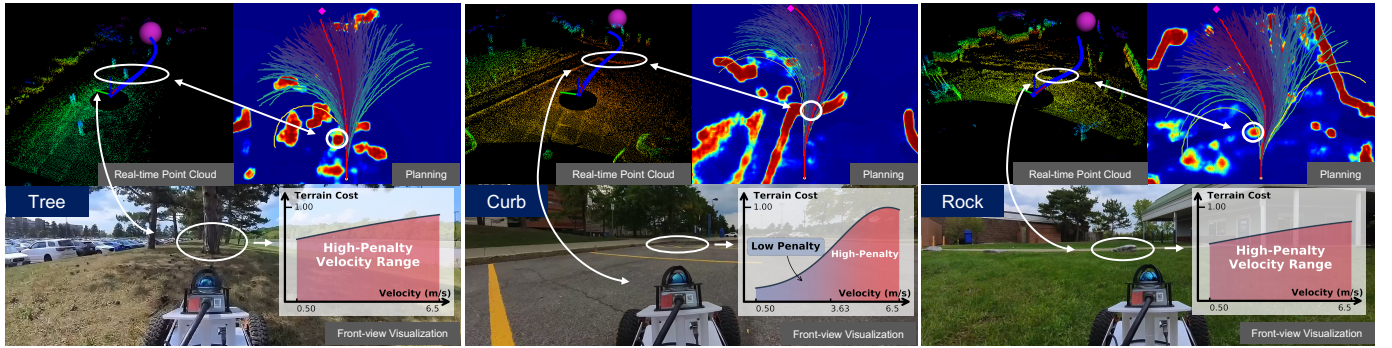 Real-time Point Cloud
Planning
Tree
Terrain Cost
1.00
High-Penalty
Velocity Range
Velocity (m/s)
0.50
6.5
Front-view Visualization
Real-time Point Cloud
Planning
Curb
Terrain Cost
1.00
Low Penalty
High-Penalty
Velocity (m/s)
0.50
3.63
6.5
Front-view Visualization
Real-time Point Cloud
Planning
Rock
Terrain Cost
1.00
High-Penalty
Velocity Range
Velocity (m/s)
0.50
6.5
Front-view Visualization